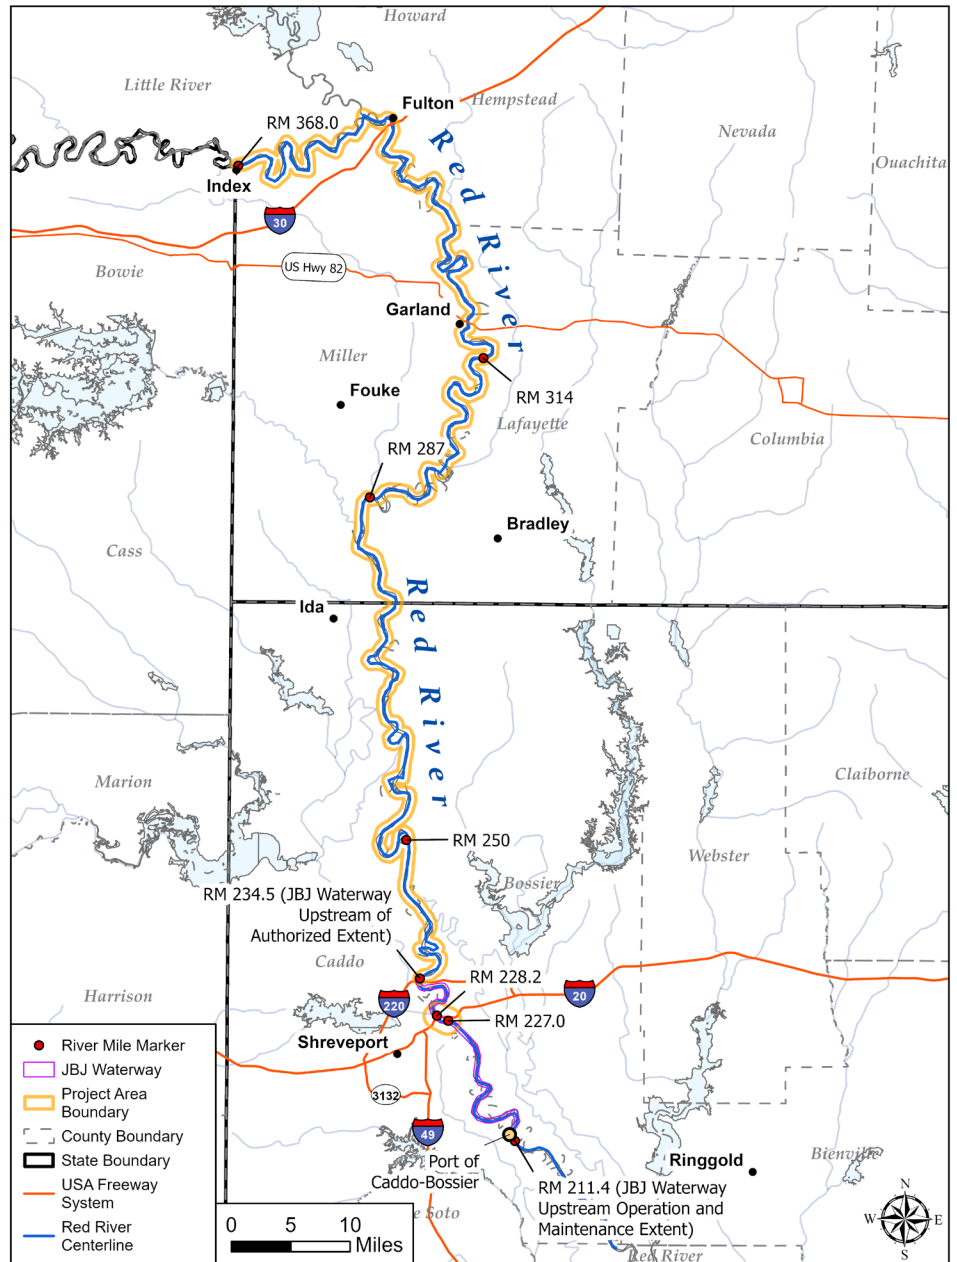 Howard
Little River
Fulton
Hempstead
RM 368.0
Nevada
Red River
Ouachita
Index
30
US Hwy 82
Bowie
Garland
Miller
Fouke
RM 314
Lafayette
Columbia
RM 287
Bradley
Cass
Ida
Red River
Marion
Claiborne
RM 250
Webster
Bossier
RM 234.5 (JBJ Waterway
Upstream of
Authorized Extent)
Caddo
RM 228.2
Harrison
220
20
RM 227.0
Shreveport
3132
49
Port of
Caddo-Bossier
Ringgold
Bienville
RM 211.4 (JBJ Waterway
Upstream Operation and
Maintenance Extent)
e Soto
Red River
River Mile Marker
JBJ Waterway
Project Area
Boundary
County Boundary
State Boundary
USA Freeway
System
Red River
Centerline
0 5 10
Miles
N
W E
S